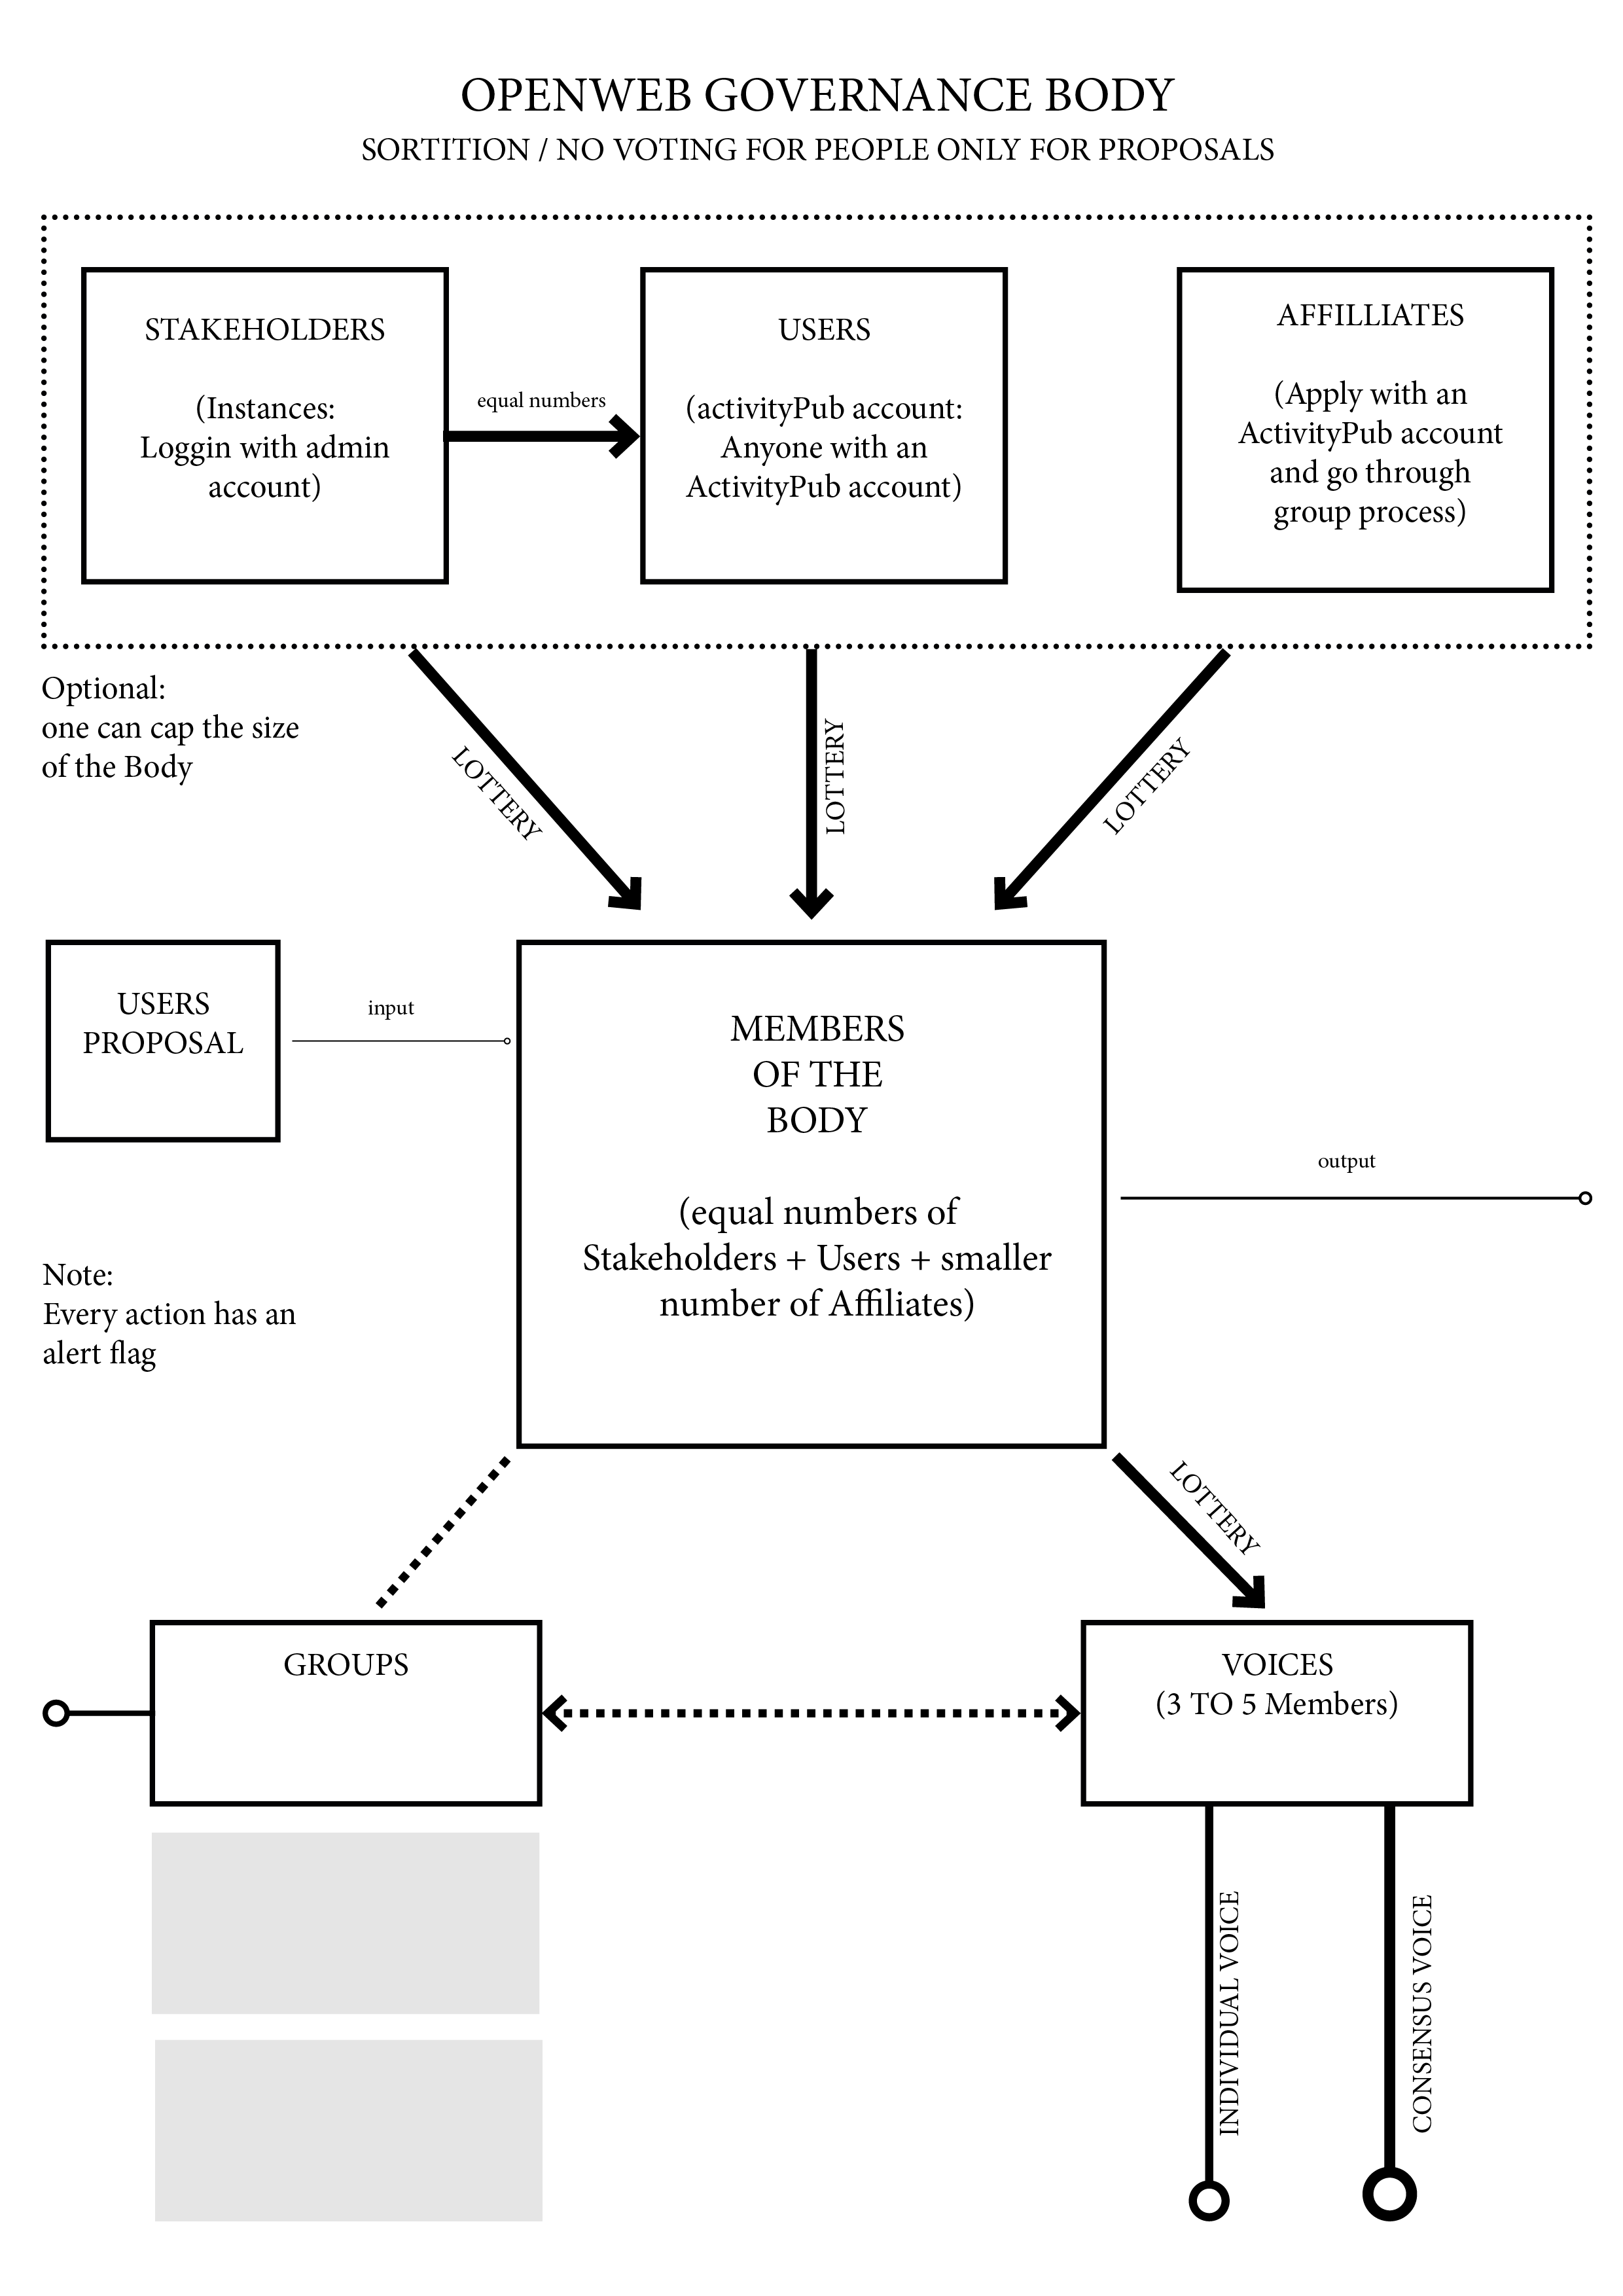 OPENWEB GOVERNANCE BODY
SORTITION / NO VOTING FOR PEOPLE ONLY FOR PROPOSALS
STAKEHOLDERS
(Instances:
Loggin with admin
account)
equal numbers
USERS
(activityPub account:
Anyone with an
ActivityPub account)
AFFILLIATES
(Apply with an
ActivityPub account
and go through
group process)
Optional:
one can cap the size
of the Body
LOTTERY
LOTTERY
LOTTERY
USERS
PROPOSAL
input
MEMBERS
OF THE
BODY
(equal numbers of
Stakeholders + Users + smaller
number of Affiliates)
output
Note:
Every action has an
alert flag
LOTTERY
GROUPS
VOICES
(3 TO 5 Members)
INDIVIDUAL VOICE
CONSENSUS VOICE